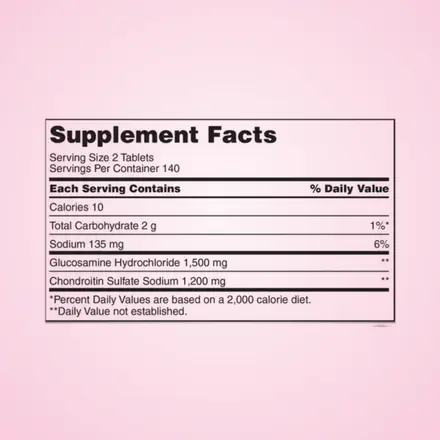 Supplement Facts
Serving Size 2 Tablets
Servings Per Container 140
Each Serving Contains % Daily Value
Calories 10
Total Carbohydrate 2 g 1%*
Sodium 135 mg 6%
Glucosamine Hydrochloride 1,500 mg **
Chondroitin Sulfate Sodium 1,200 mg **
*Percent Daily Values are based on a 2,000 calorie diet.
**Daily Value not established.